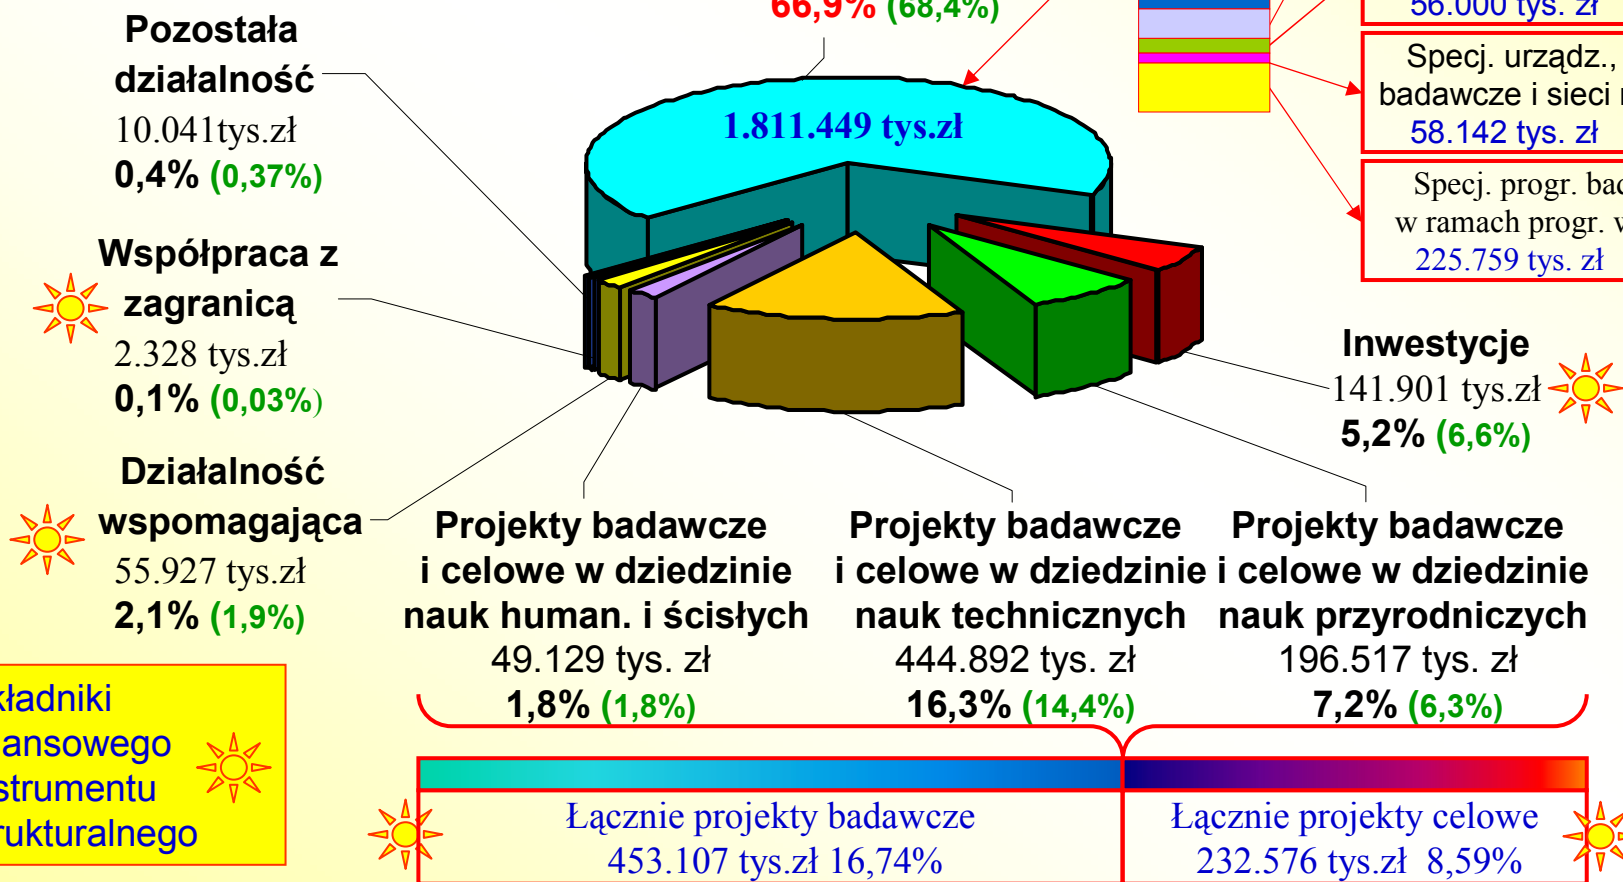 66,9% (68,4%)
56.000 tys. zł
Pozostała
działalność
10.041tys.zł
0,4% (0,37%)
1.811.449 tys.zł
Specj. urządz.,
badawcze i sieci
58.142 tys. zł
Specj. progr.
w ramach progr.
225.759 tys. zł
Współpraca z
zagranicą
2.328 tys.zł
0,1% (0,03%)
Inwestycje
141.901 tys.zł
5,2% (6,6%)
Działalność
wspomagająca
55.927 tys.zł
2,1% (1,9%)
Projekty badawcze
i celowe w dziedzinie
nauk human. i ścisłych
49.129 tys. zł
1,8% (1,8%)
Projekty badawcze
i celowe w dziedzinie
nauk technicznych
444.892 tys. zł
16,3% (14,4%)
Projekty badawcze
i celowe w dziedzinie
nauk przyrodniczych
196.517 tys. zł
7,2% (6,3%)
Łącznie projekty badawcze
453.107 tys.zł 16,74%
Łącznie projekty celowe
232.576 tys.zł 8,59%